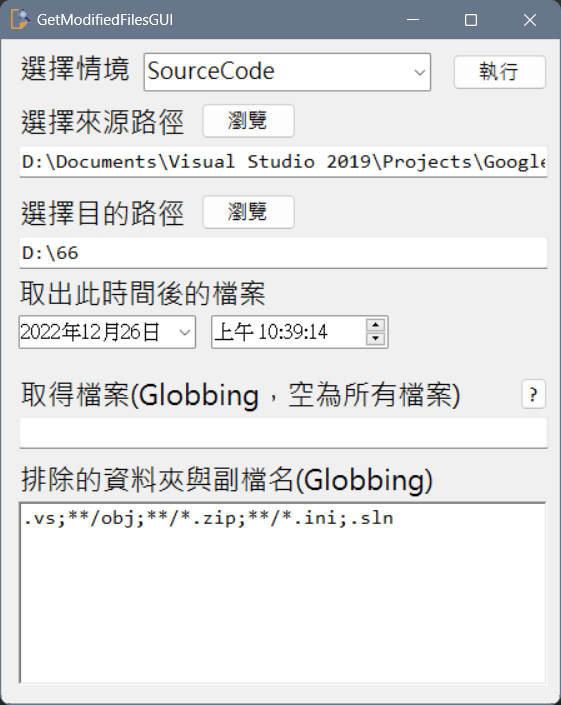 GetModifiedFilesGUI
選擇情境 SourceCode 執行
選擇來源路徑 瀏覽
D:\Documents\Visual Studio 2019\Projects\Google
選擇目的路徑 瀏覽
D:\66
取出此時間後的檔案
2022年12月26日 上午 10:39:14
取得檔案(Globbing，空為所有檔案) ?
排除的資料夾與副檔名(Globbing)
.vs;**/obj;**/*.zip;**/*.ini;.sln